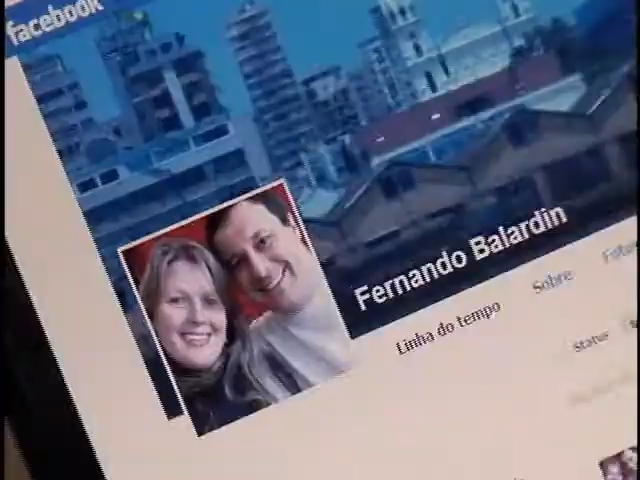 facebook
Fernando Balardin
Linha do tempo
Sobre
Status